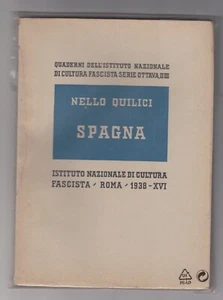 QUADERNI DELL'ISTITUTO NAZIONALE
DI CULTURA FASCISTA SERIE OTTAVA, 
NELLO QUILICI
SPAGNA
ISTITUTO NAZIONALE DI CULTURA
FASCISTA - ROMA - 1938-XVI